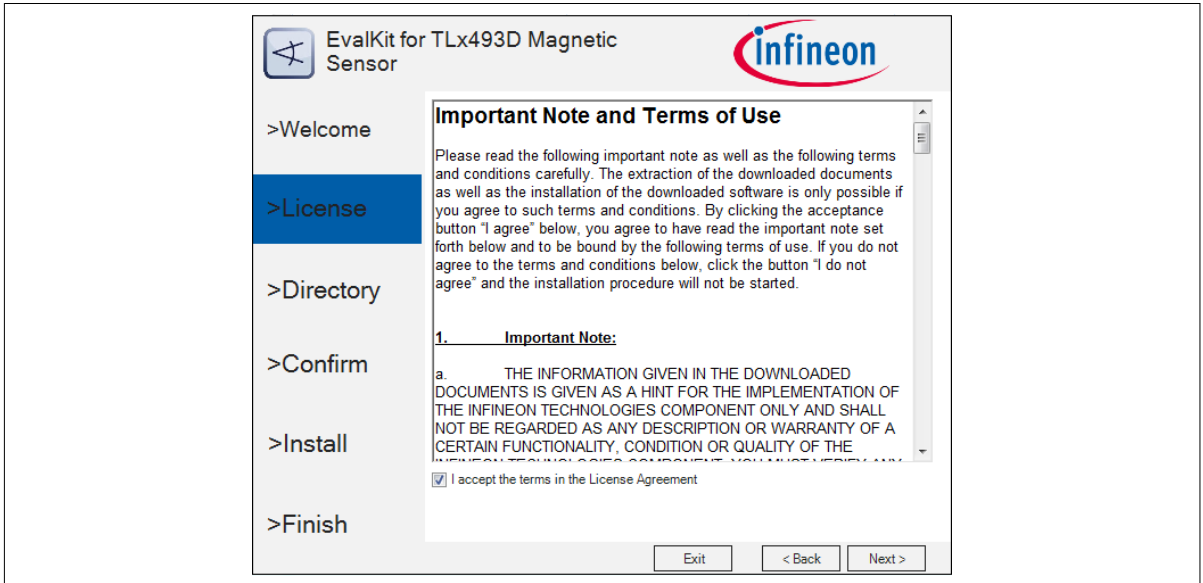 EvalKit for TLx493D Magnetic
Sensor
infineon
>Welcome
>License
>Directory
>Confirm
>Install
>Finish
Important Note and Terms of Use
Please read the following important note as well as the following terms
and conditions carefully. The extraction of the downloaded documents
as well as the installation of the downloaded software is only possible if
you agree to such terms and conditions. By clicking the acceptance
button “I agree” below, you agree to have read the important note set
forth below and to be bound by the following terms of use. If you do not
agree to the terms and conditions below, click the button “I do not
agree” and the installation procedure will not be started.
1. Important Note:
a. THE INFORMATION GIVEN IN THE DOWNLOADED
DOCUMENTS IS GIVEN AS A HINT FOR THE IMPLEMENTATION OF
THE INFINEON TECHNOLOGIES COMPONENT ONLY AND SHALL
NOT BE REGARDED AS ANY DESCRIPTION OR WARRANTY OF A
CERTAIN FUNCTIONALITY, CONDITION OR QUALITY OF THE
INFINEON TECHNOLOGIES COMPONENT. YOU MUST VERIFY ANY
I accept the terms in the License Agreement
Exit
< Back
Next >